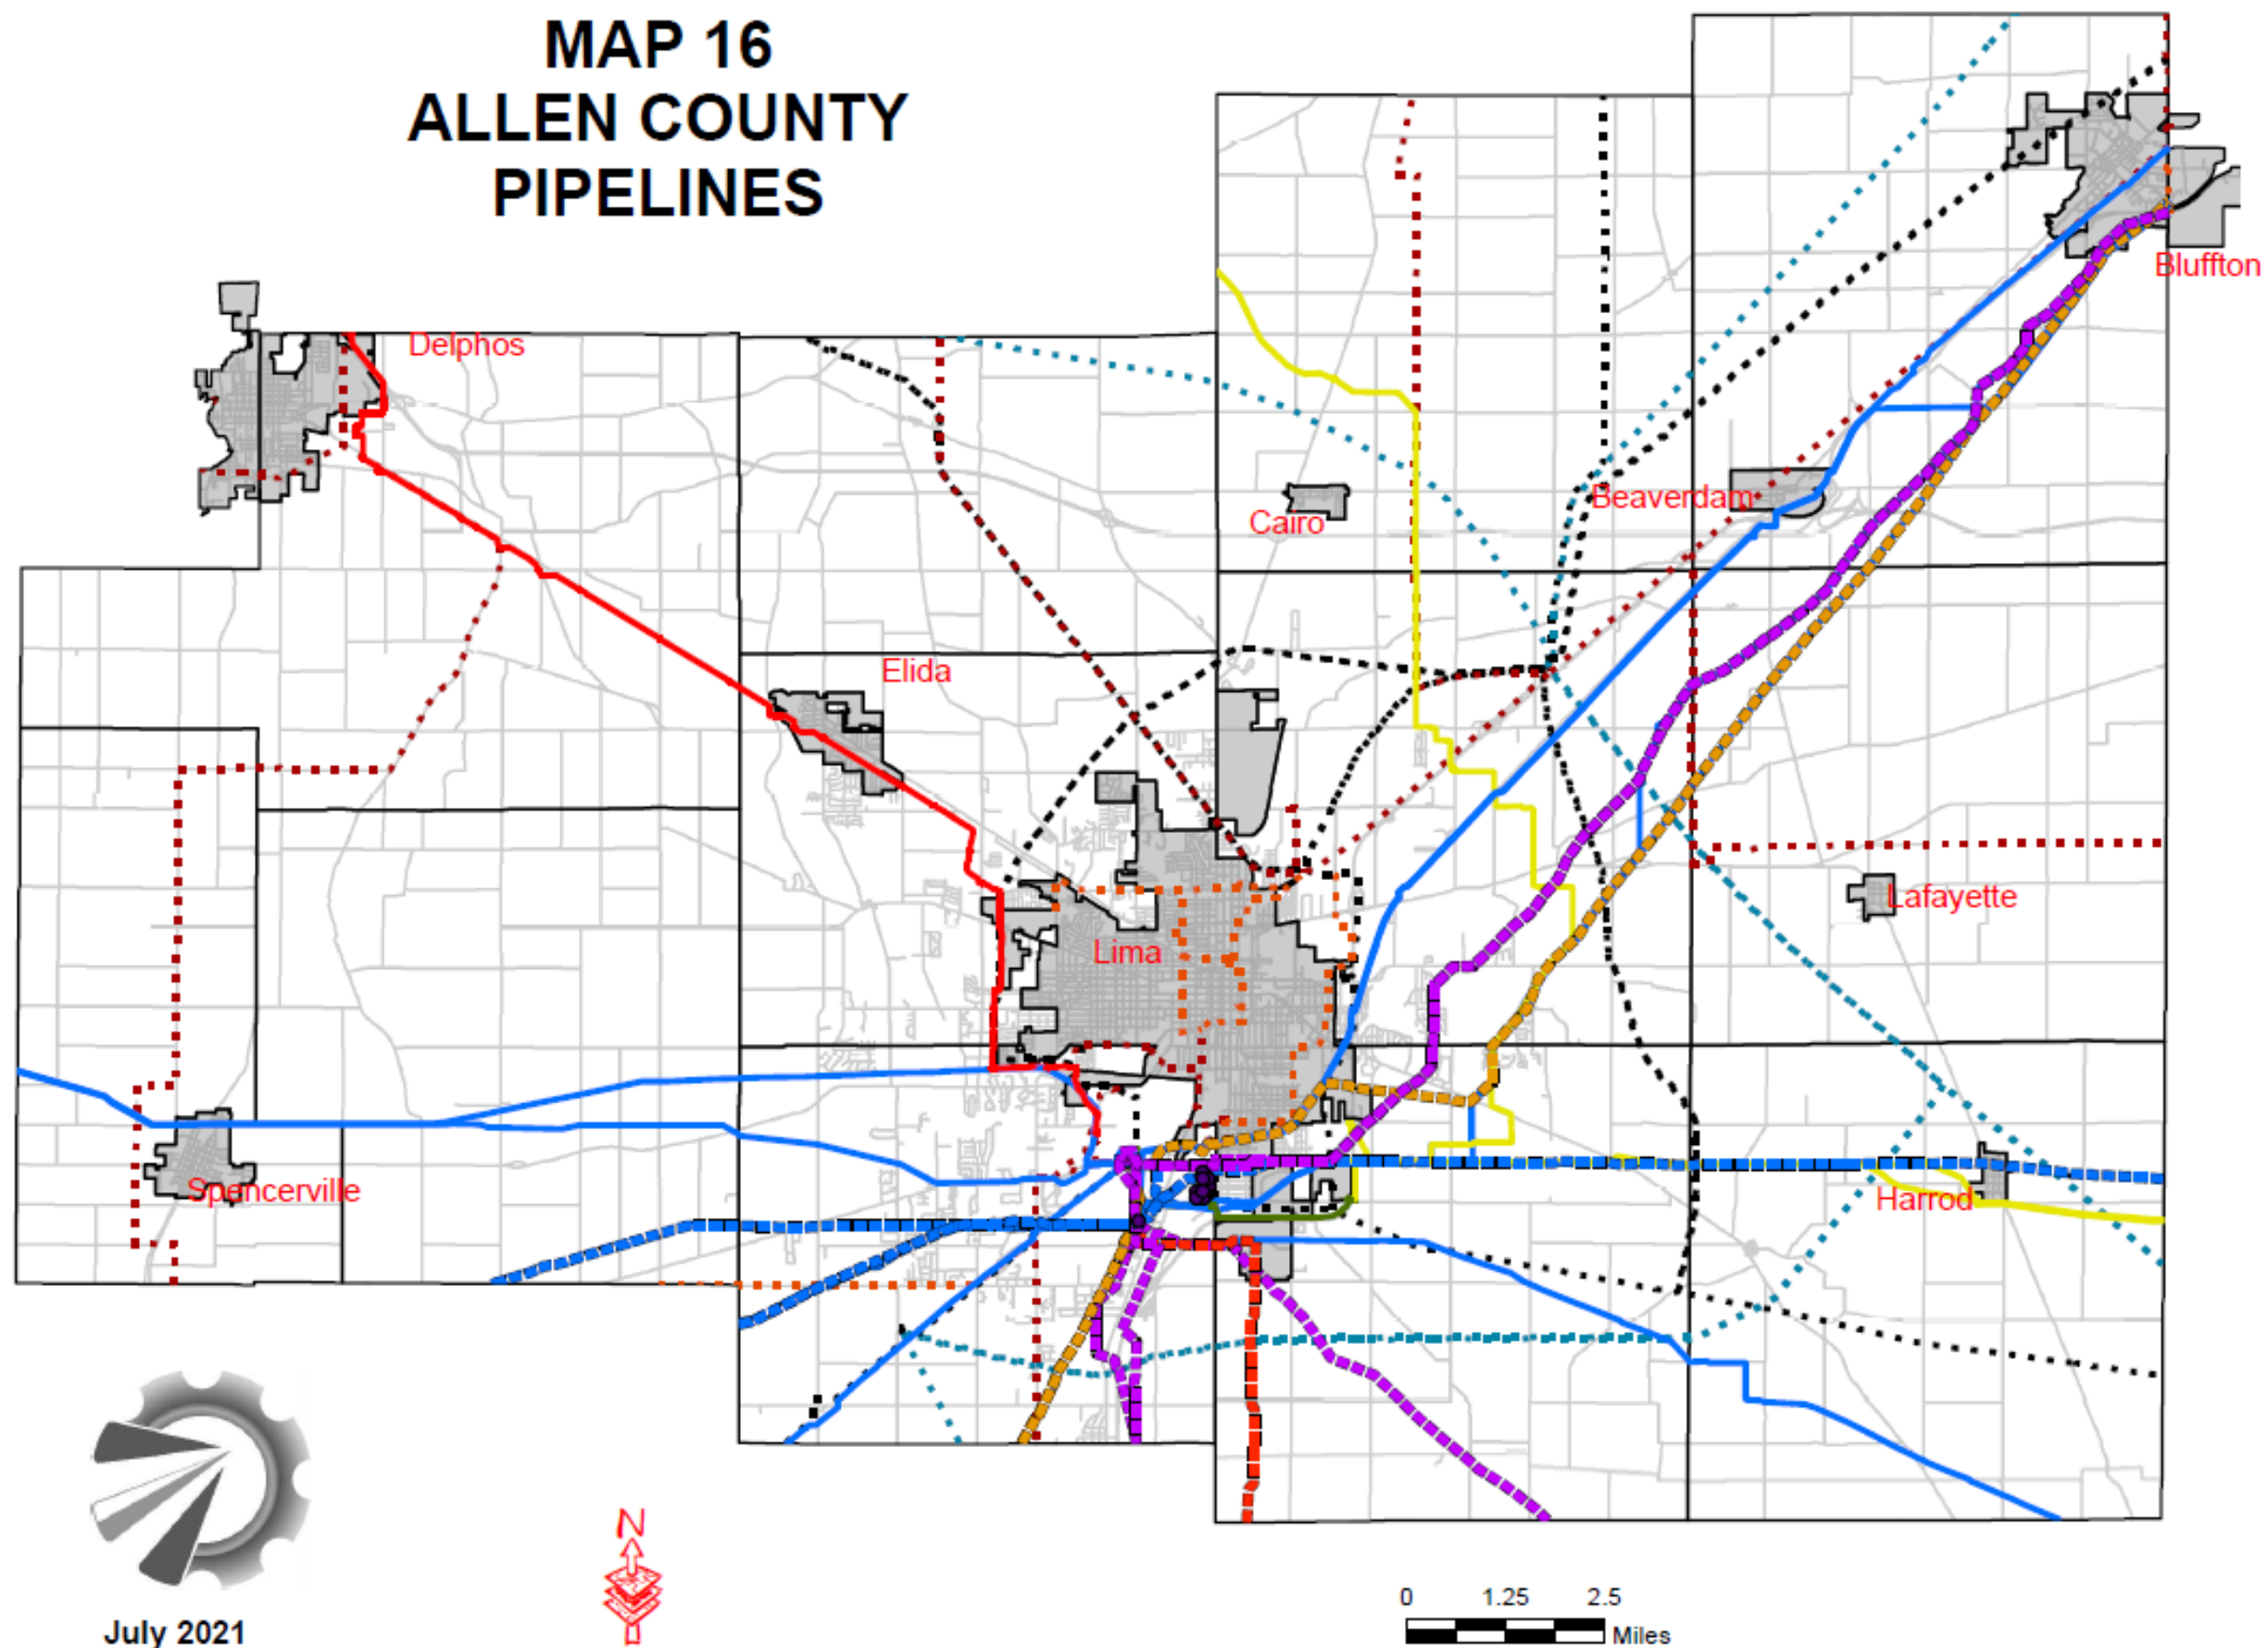 MAP 16
ALLEN COUNTY
PIPELINES
Bluffton
Delphos
Beaverdam
Cairo
Elida
Lafayette
Lima
Spencerville
Harrod
N
0 1.25 2.5
Miles
July 2021